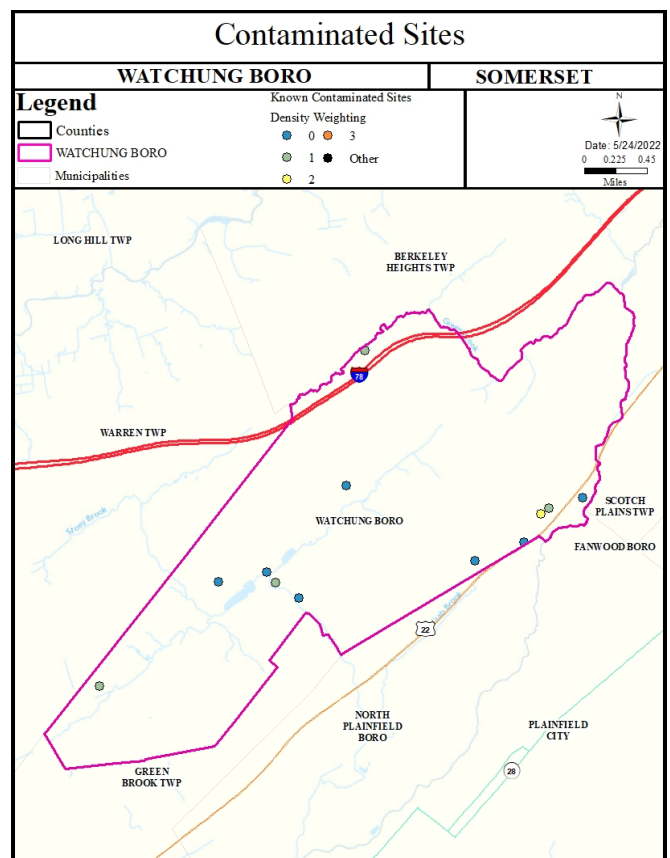 Contaminated Sites
WATCHUNG BORO
SOMERSET
Legend
Counties
WATCHUNG BORO
Municipalities
Known Contaminated Sites
Density Weighting
0
3
1
Other
2
N
Date: 5/24/2022
0 0.225 0.45
Miles
LONG HILL TWP
BERKELEY
HEIGHTS TWP
78
WARREN TWP
Stony Brook
WATCHUNG BORO
SCOTCH
PLAINS TWP
FANWOOD BORO
22
NORTH
PLAINFIELD
BORO
PLAINFIELD
CITY
GREEN
BROOK TWP
28